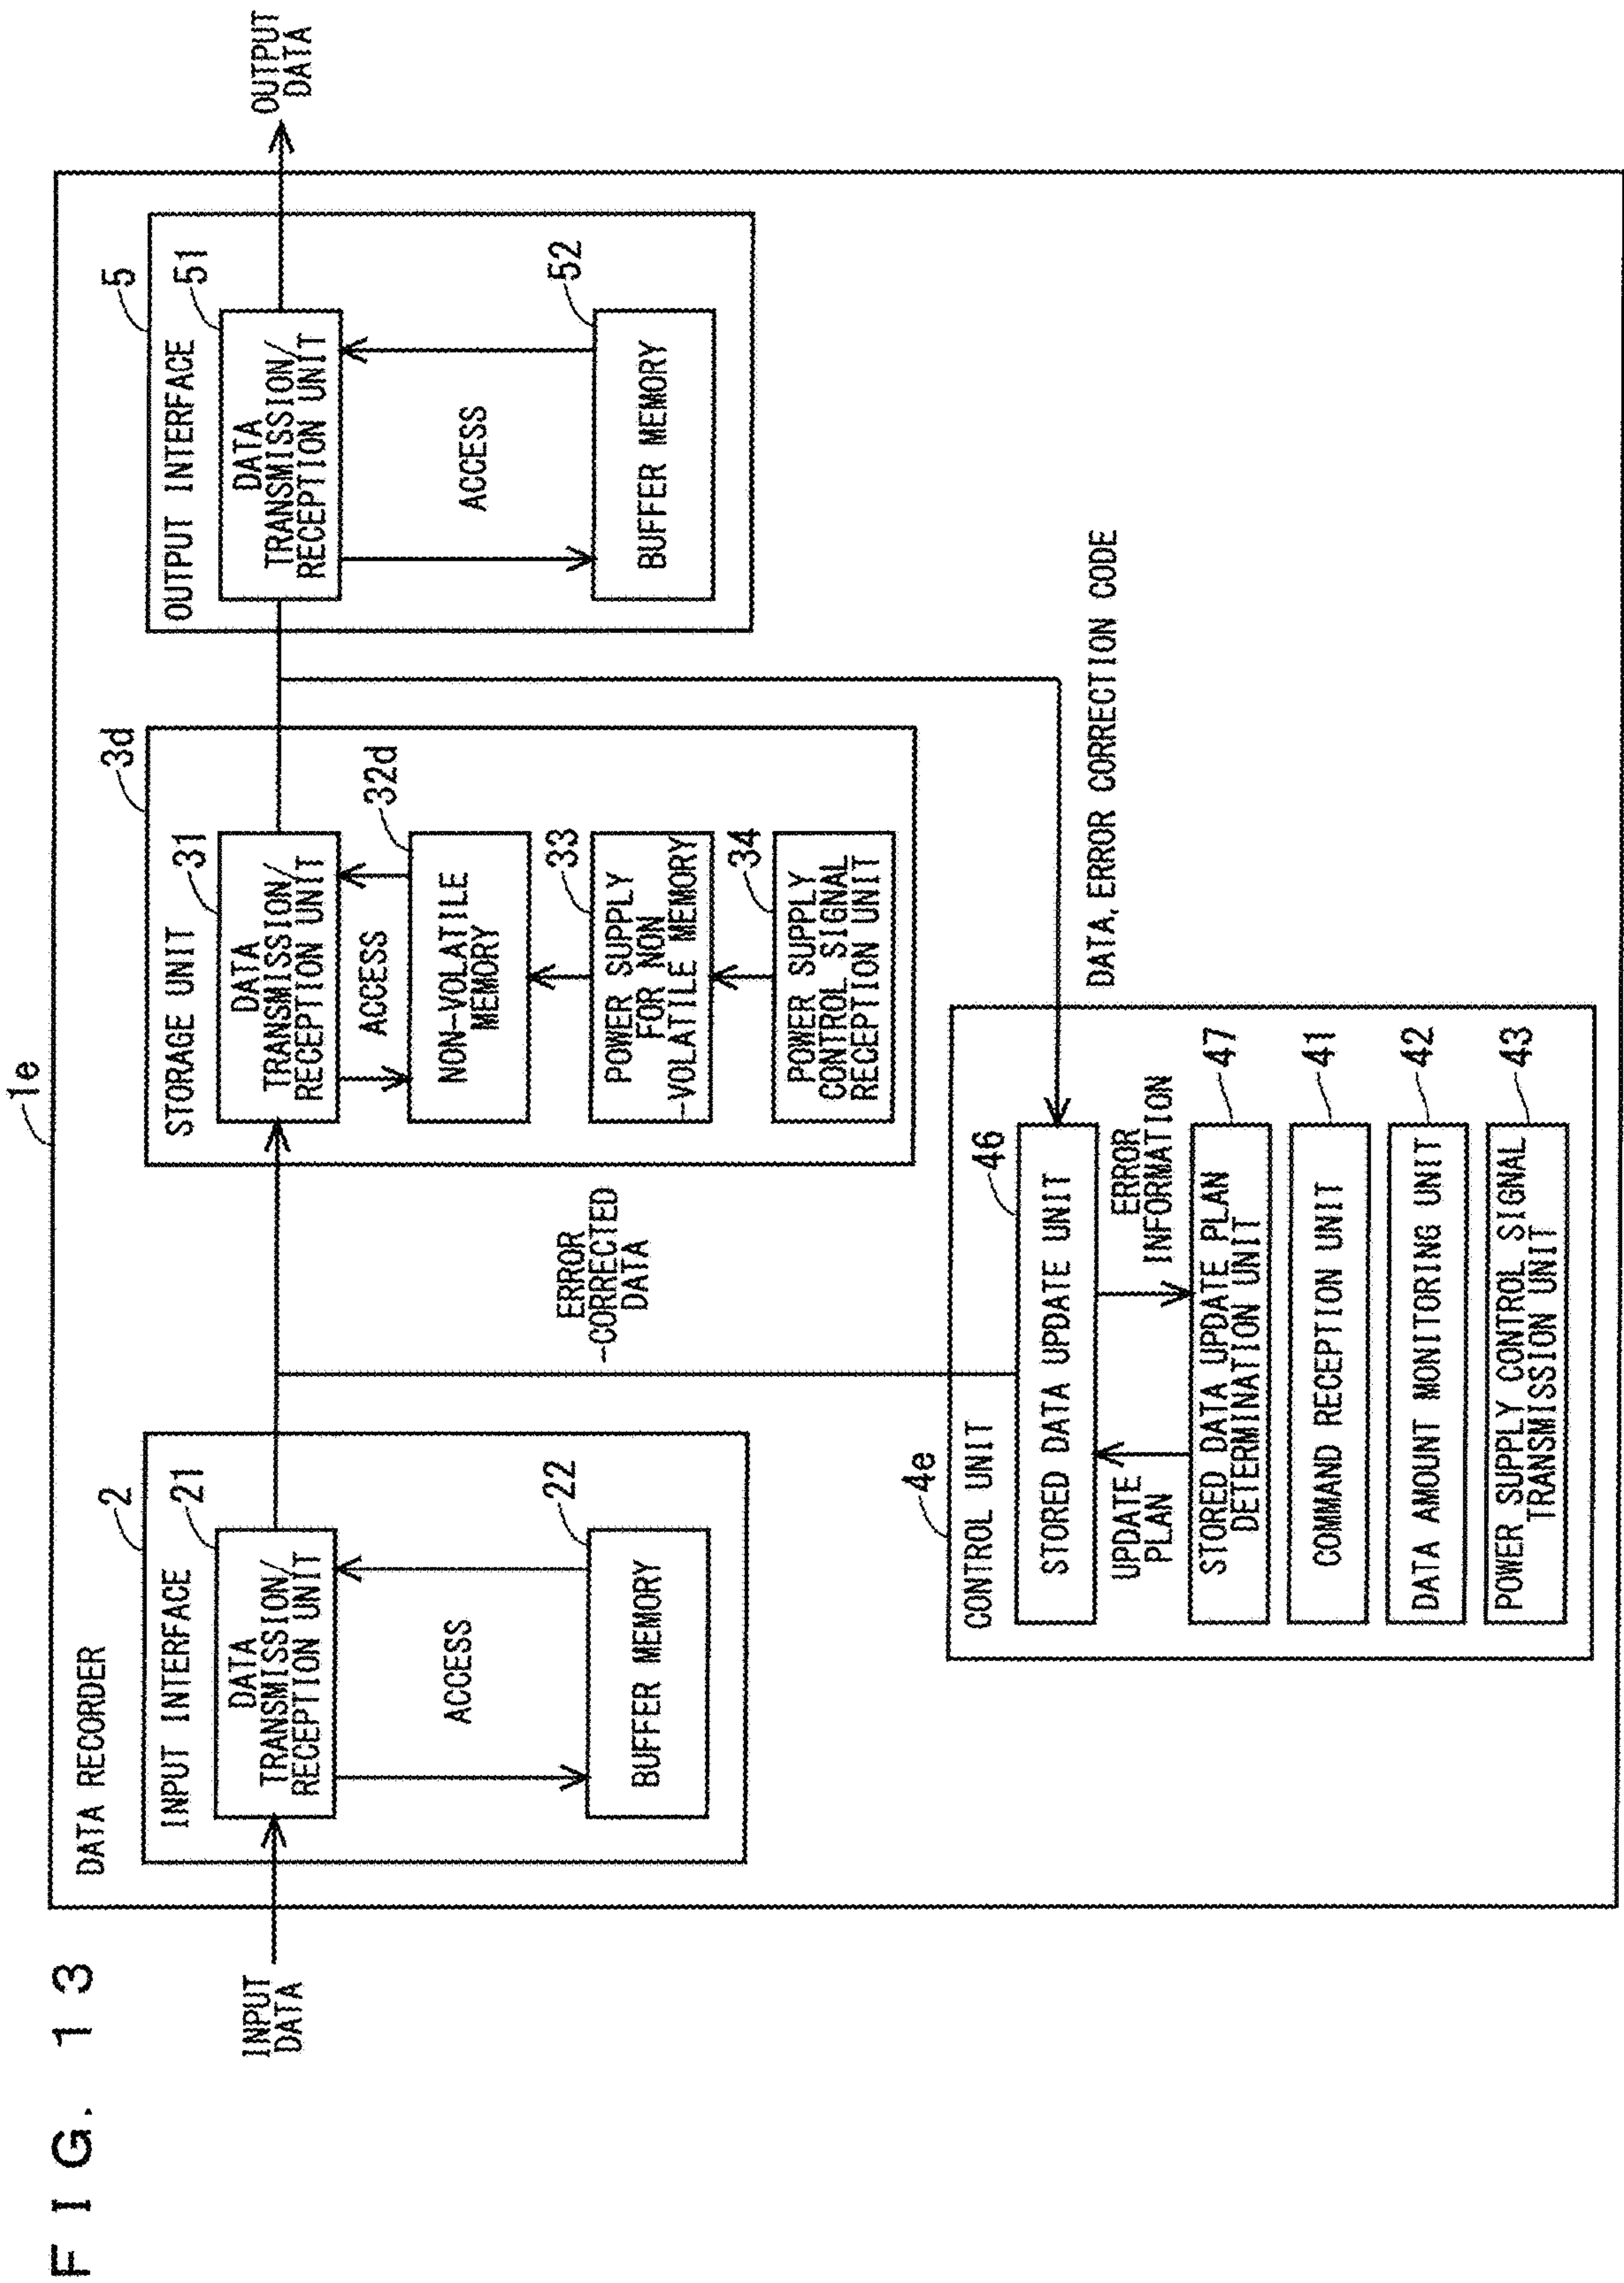 FIG. 13
1e
DATA RECORDER
INPUT
DATA
2
INPUT INTERFACE
21
DATA
TRANSMISSION/
RECEPTION UNIT
ACCESS
22
BUFFER MEMORY
3d
STORAGE UNIT
31
DATA
TRANSMISSION/
RECEPTION UNIT
ACCESS
32d
NON-VOLATILE
MEMORY
33
POWER SUPPLY
FOR NON
-VOLATILE MEMORY
34
POWER SUPPLY
CONTROL SIGNAL
RECEPTION UNIT
5
OUTPUT INTERFACE
51
DATA
TRANSMISSION/
RECEPTION UNIT
ACCESS
52
BUFFER MEMORY
OUTPUT
DATA
ERROR
-CORRECTED
DATA
DATA, ERROR CORRECTION CODE
4e
CONTROL UNIT
46
STORED DATA UPDATE UNIT
UPDATE
PLAN
ERROR
INFORMATION
47
STORED DATA UPDATE PLAN
DETERMINATION UNIT
41
COMMAND RECEPTION UNIT
42
DATA AMOUNT MONITORING UNIT
43
POWER SUPPLY CONTROL SIGNAL
TRANSMISSION UNIT